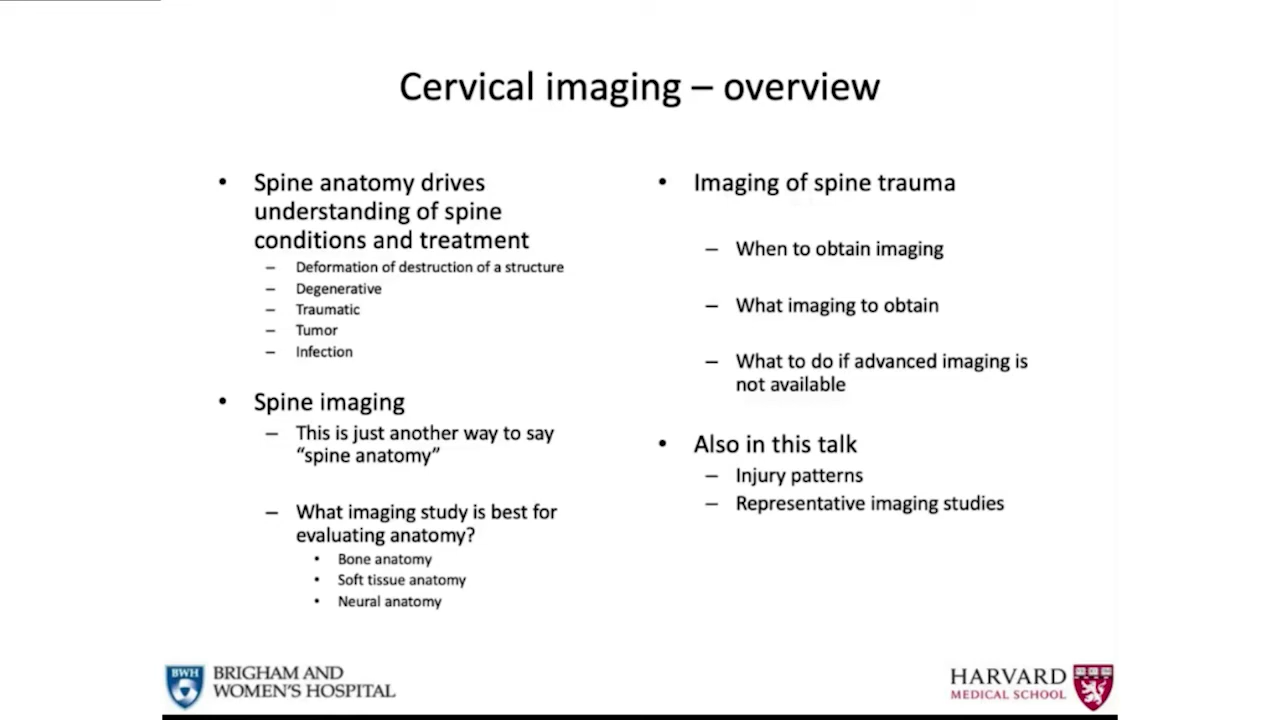 Cervical imaging – overview
• Spine anatomy drives
understanding of spine
conditions and treatment
– Deformation of destruction of a structure
– Degenerative
– Traumatic
– Tumor
– Infection
• Spine imaging
– This is just another way to say
“spine anatomy”
– What imaging study is best for
evaluating anatomy?
• Bone anatomy
• Soft tissue anatomy
• Neural anatomy
• Imaging of spine trauma
– When to obtain imaging
– What imaging to obtain
– What to do if advanced imaging is
not available
• Also in this talk
– Injury patterns
– Representative imaging studies
BWH
BRIGHAM AND
WOMEN'S HOSPITAL
HARVARD
MEDICAL SCHOOL